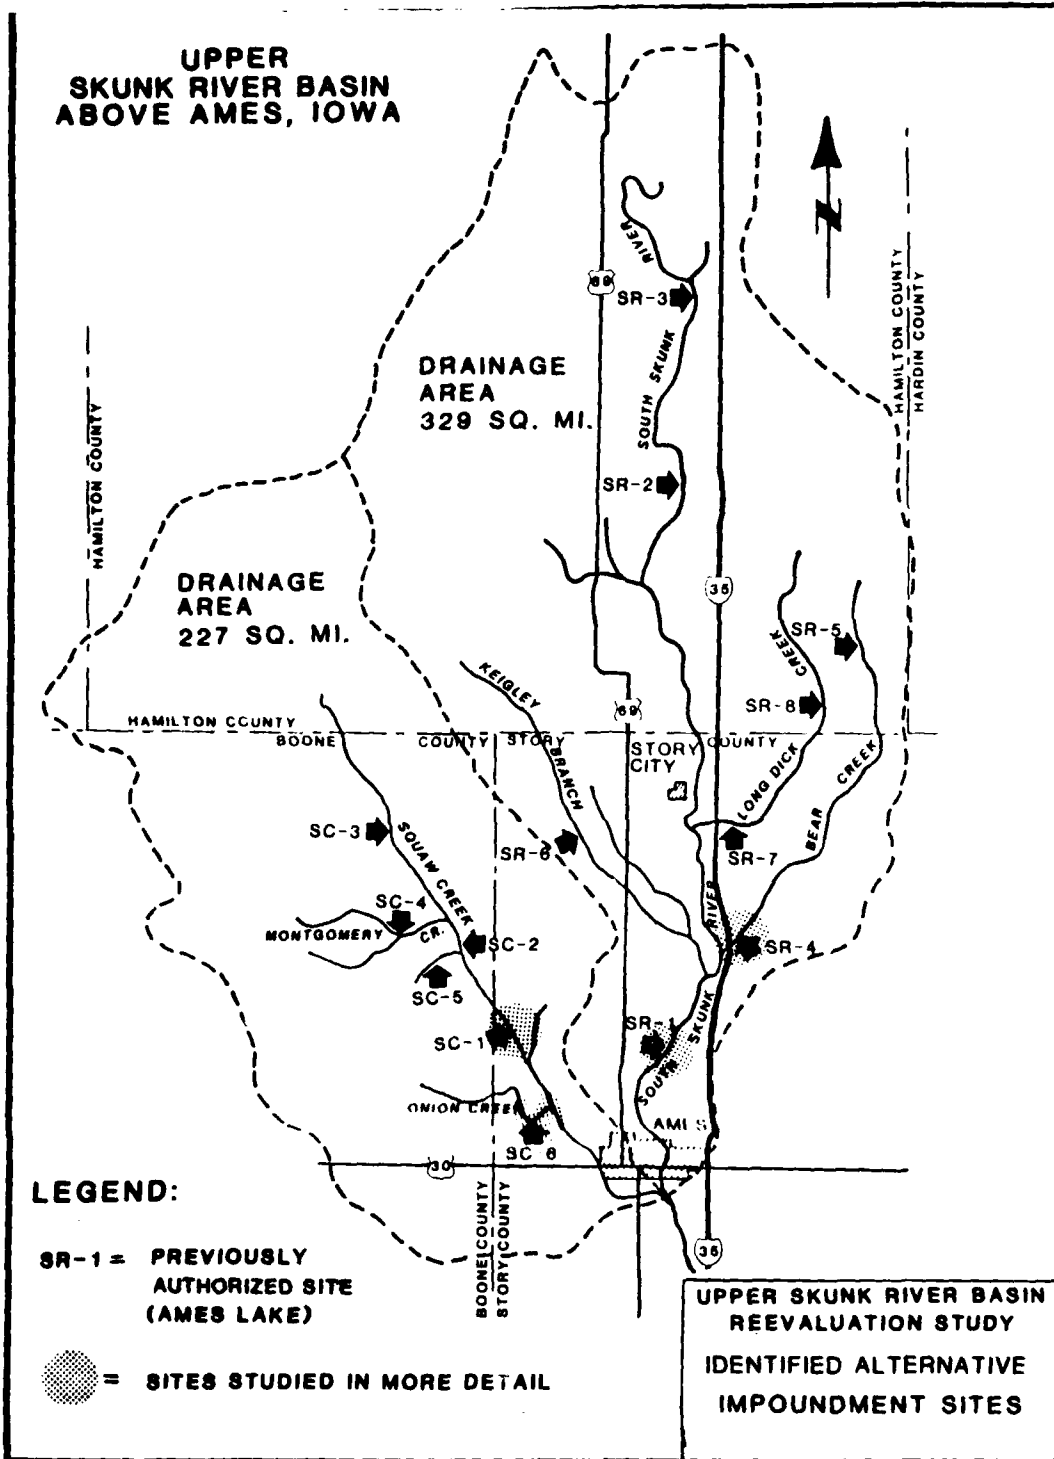 UPPER
SKUNK RIVER BASIN
ABOVE AMES, IOWA
N
RIVER
69
SR-3
HAMILTON COUNTY
HARDIN COUNTY
DRAINAGE
AREA
329 SQ. MI.
SOUTH SKUNK
HAMILTON COUNTY
SR-2
DRAINAGE
AREA
227 SQ. MI.
35
SR-5
CREEK
KEIGLEY
SR-8
69
HAMILTON COUNTY
BOONE COUNTY
STORY COUNTY
STORY
CITY
BRANCH
LONG DICK
CREEK
BEAR
SC-3
SQUAW CREEK
SR-6
SR-7
SC-4
RIVER
MONTGOMERY CR.
SC-2
SR-4
SC-5
SKUNK
SR-1
SC-1
SOUTH
ONION CREEK
AMES
SC-6
30
LEGEND:
BOONE COUNTY
STORY COUNTY
35
SR-1 = PREVIOUSLY
AUTHORIZED SITE
(AMES LAKE)
= SITES STUDIED IN MORE DETAIL
UPPER SKUNK RIVER BASIN
REEVALUATION STUDY
IDENTIFIED ALTERNATIVE
IMPOUNDMENT SITES